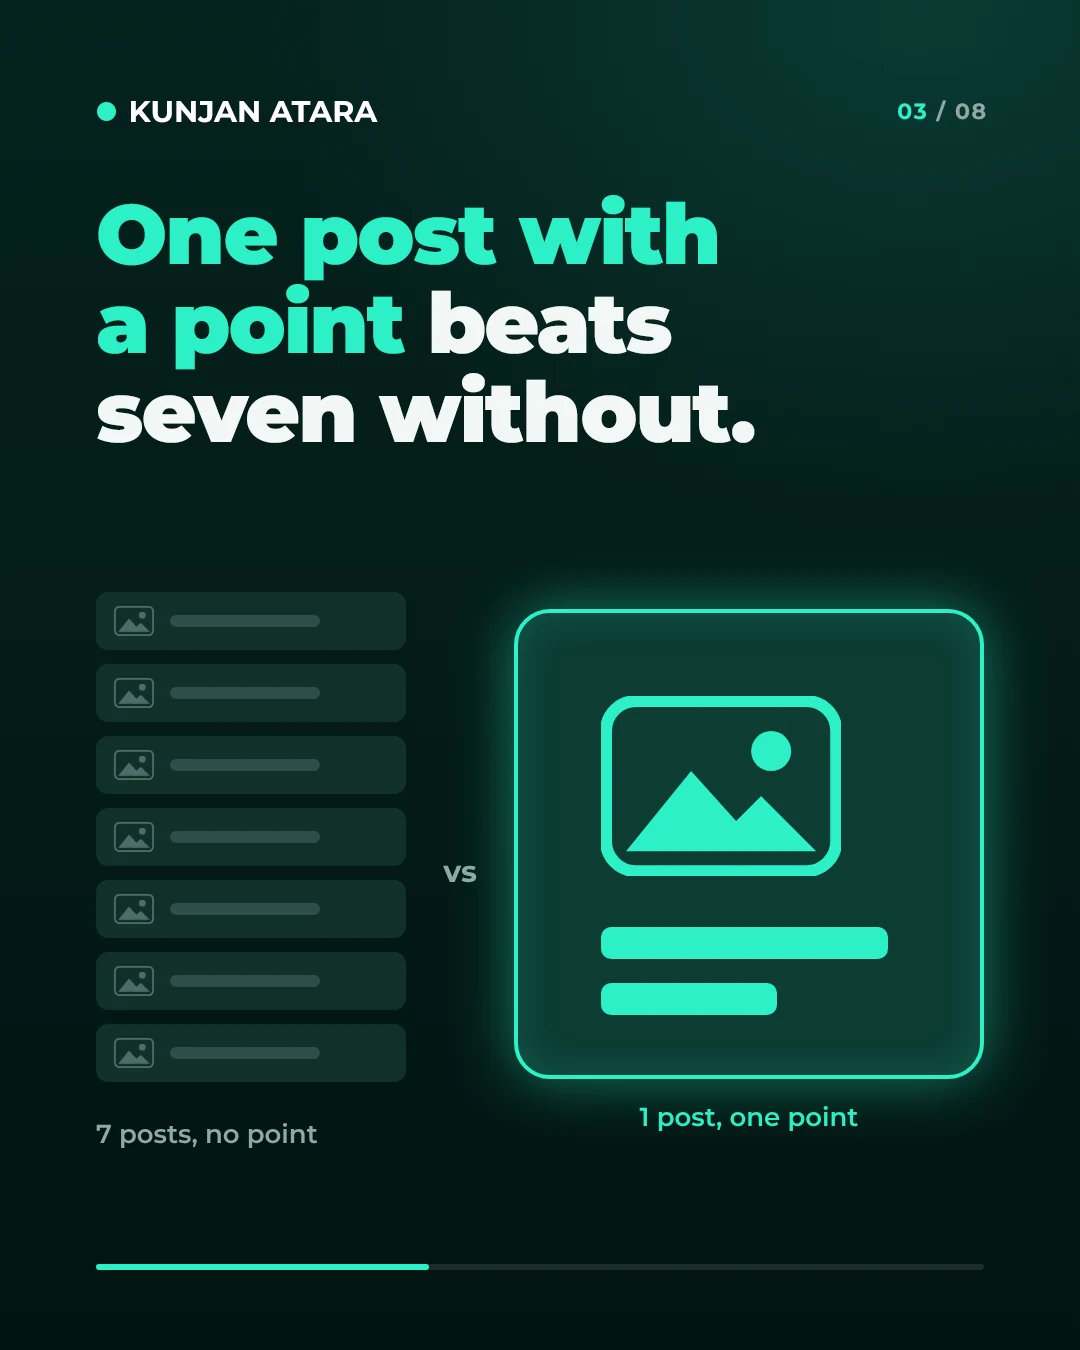 KUNJAN ATARA
03 / 08
One post with
a point beats
seven without.
vs
7 posts, no point
1 post, one point